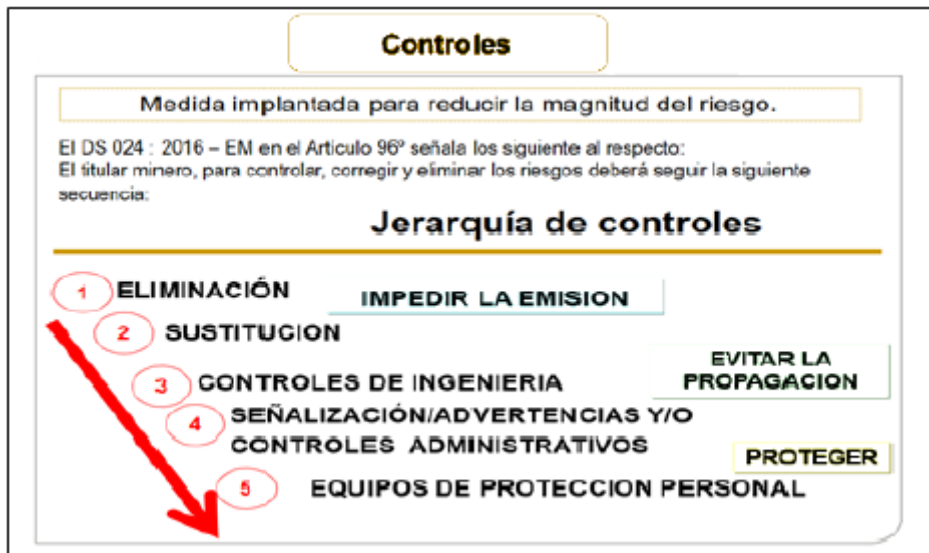 Controles
Medida implantada para reducir la magnitud del riesgo.
El DS 024 : 2016 – EM en el Articulo 96º señala los siguiente al respecto:
El titular minero, para controlar, corregir y eliminar los riesgos deberá seguir la siguiente
secuencia:
Jerarquía de controles
1 ELIMINACIÓN
IMPEDIR LA EMISION
2 SUSTITUCION
3 CONTROLES DE INGENIERIA
EVITAR LA
PROPAGACION
4 SEÑALIZACIÓN/ADVERTENCIAS Y/O
CONTROLES ADMINISTRATIVOS
PROTEGER
5 EQUIPOS DE PROTECCION PERSONAL